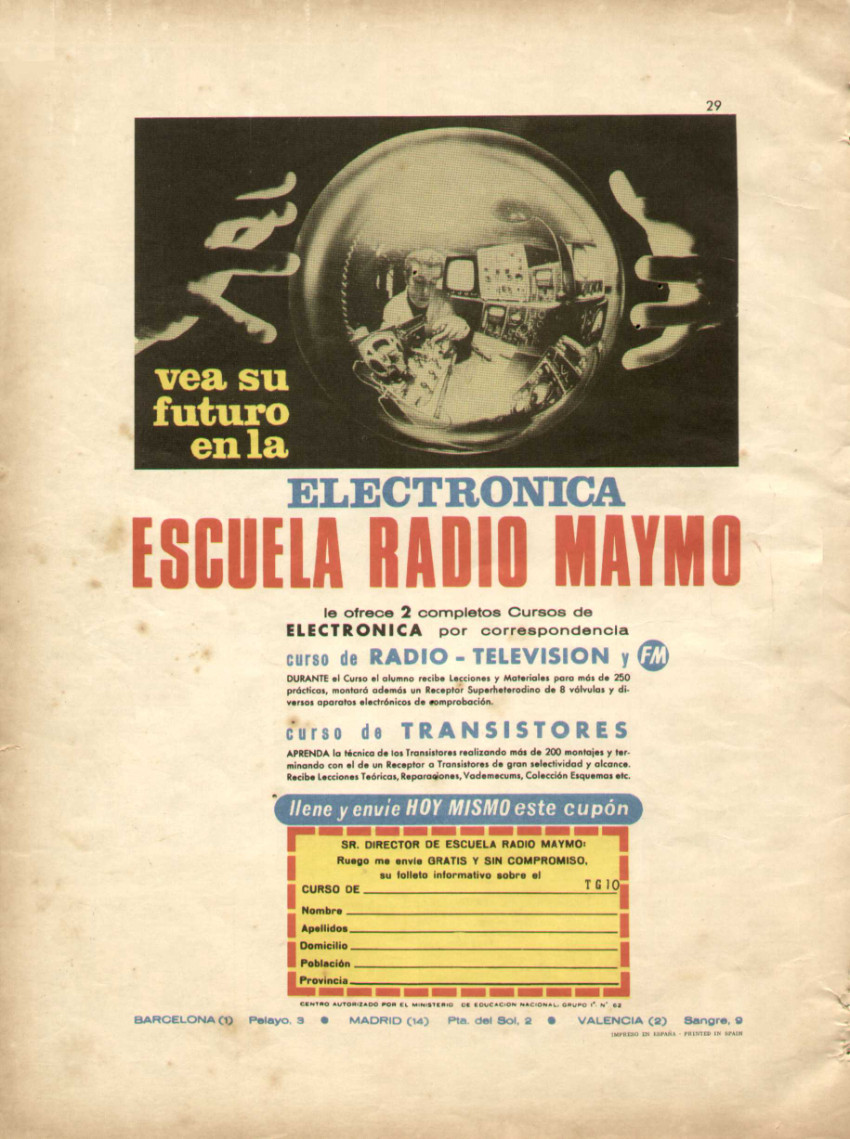 29
vea su
futuro
en la
ELECTRONICA
ESCUELA RADIO MAYMO
le ofrece 2 completos Cursos de
ELECTRONICA por correspondencia
curso de RADIO - TELEVISION y FM
DURANTE el Curso el alumno recibe Lecciones y Materiales para más de 250
prácticas, montará además un Receptor Superheterodino de 8 válvulas y di-
versos aparatos electrónicos de comprobación.
curso de TRANSISTORES
APRENDA la técnica de los Transistores realizando más de 200 montajes y ter-
minando con el de un Receptor a Transistores de gran selectividad y alcance.
Recibe Lecciones Teóricas, Reparaciones, Vademecums, Colección Esquemas etc.
llene y envie HOY MISMO este cupón
SR. DIRECTOR DE ESCUELA RADIO MAYMO:
Ruego me envíe GRATIS Y SIN COMPROMISO,
su folleto informativo sobre el
CURSO DE TG10
Nombre
Apellidos
Domicilio
Población
Provincia
CENTRO AUTORIZADO POR EL MINISTERIO DE EDUCACION NACIONAL. GRUPO 1º. Nº. 62
BARCELONA (1) Pelayo, 3 ● MADRID (14) Pta. del Sol, 2 ● VALENCIA (2) Sangre, 9
IMPRESO EN ESPAÑA - PRINTED IN SPAIN